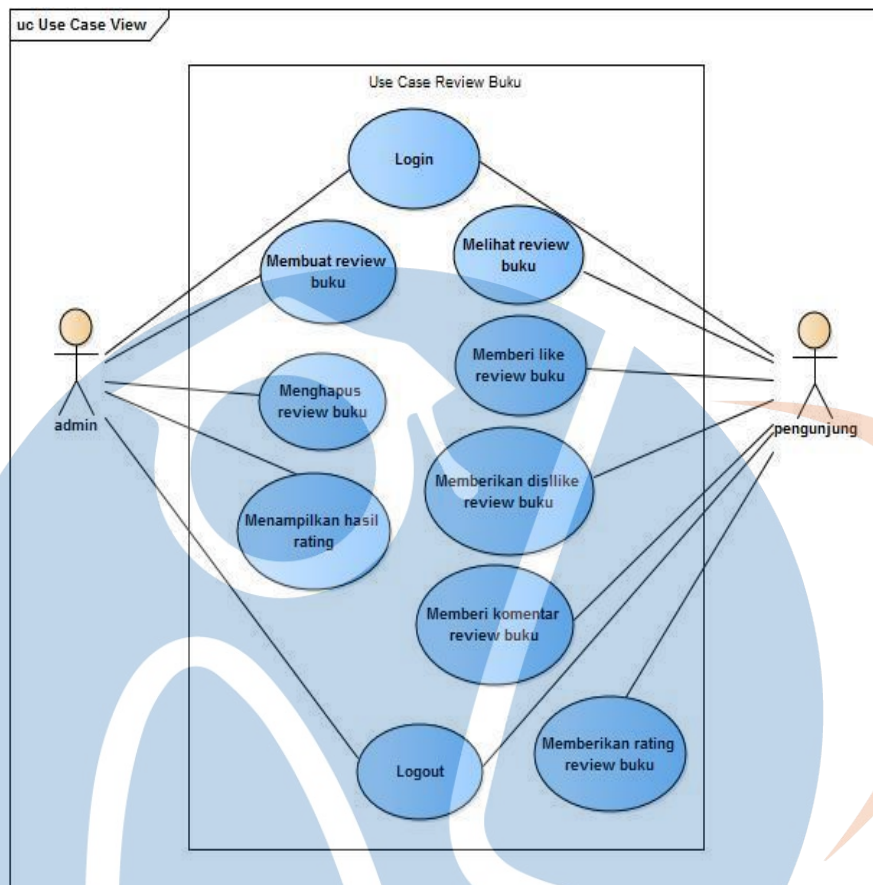 uc Use Case View
Use Case Review Buku
Login
Membuat review
buku
Melihat review
buku
Memberi like
review buku
Menghapus
review buku
admin
pengunjung
Memberikan disllike
review buku
Menampilkan hasil
rating
Memberi komentar
review buku
Logout
Memberikan rating
review buku